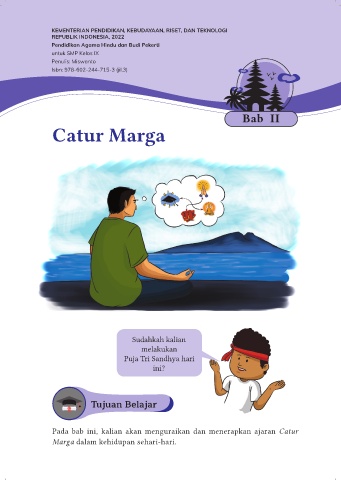 KEMENTERIAN PENDIDIKAN, KEBUDAYAAN, RISET, DAN TEKNOLOGI
REPUBLIK INDONESIA, 2022
Pendidikan Agama Hindu dan Budi Pekerti
untuk SMP Kelas IX
Penulis: Miswanto
Isbn: 978-602-244-715-3 (jil.3)
Bab II
Catur Marga
Sudahkah kalian
melakukan
Puja Tri Sandhya hari
ini?
Tujuan Belajar
Pada bab ini, kalian akan menguraikan dan menerapkan ajaran Catur
Marga dalam kehidupan sehari-hari.